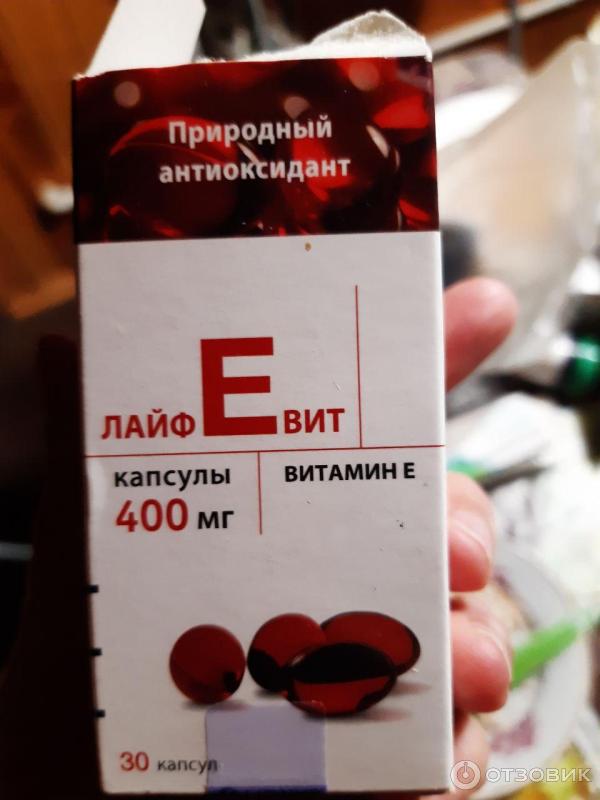 Природный
антиоксидант
ЛАЙФ Е ВИТ
капсулы
400 мг
ВИТАМИН Е
30 капсул
ОТЗОВИК